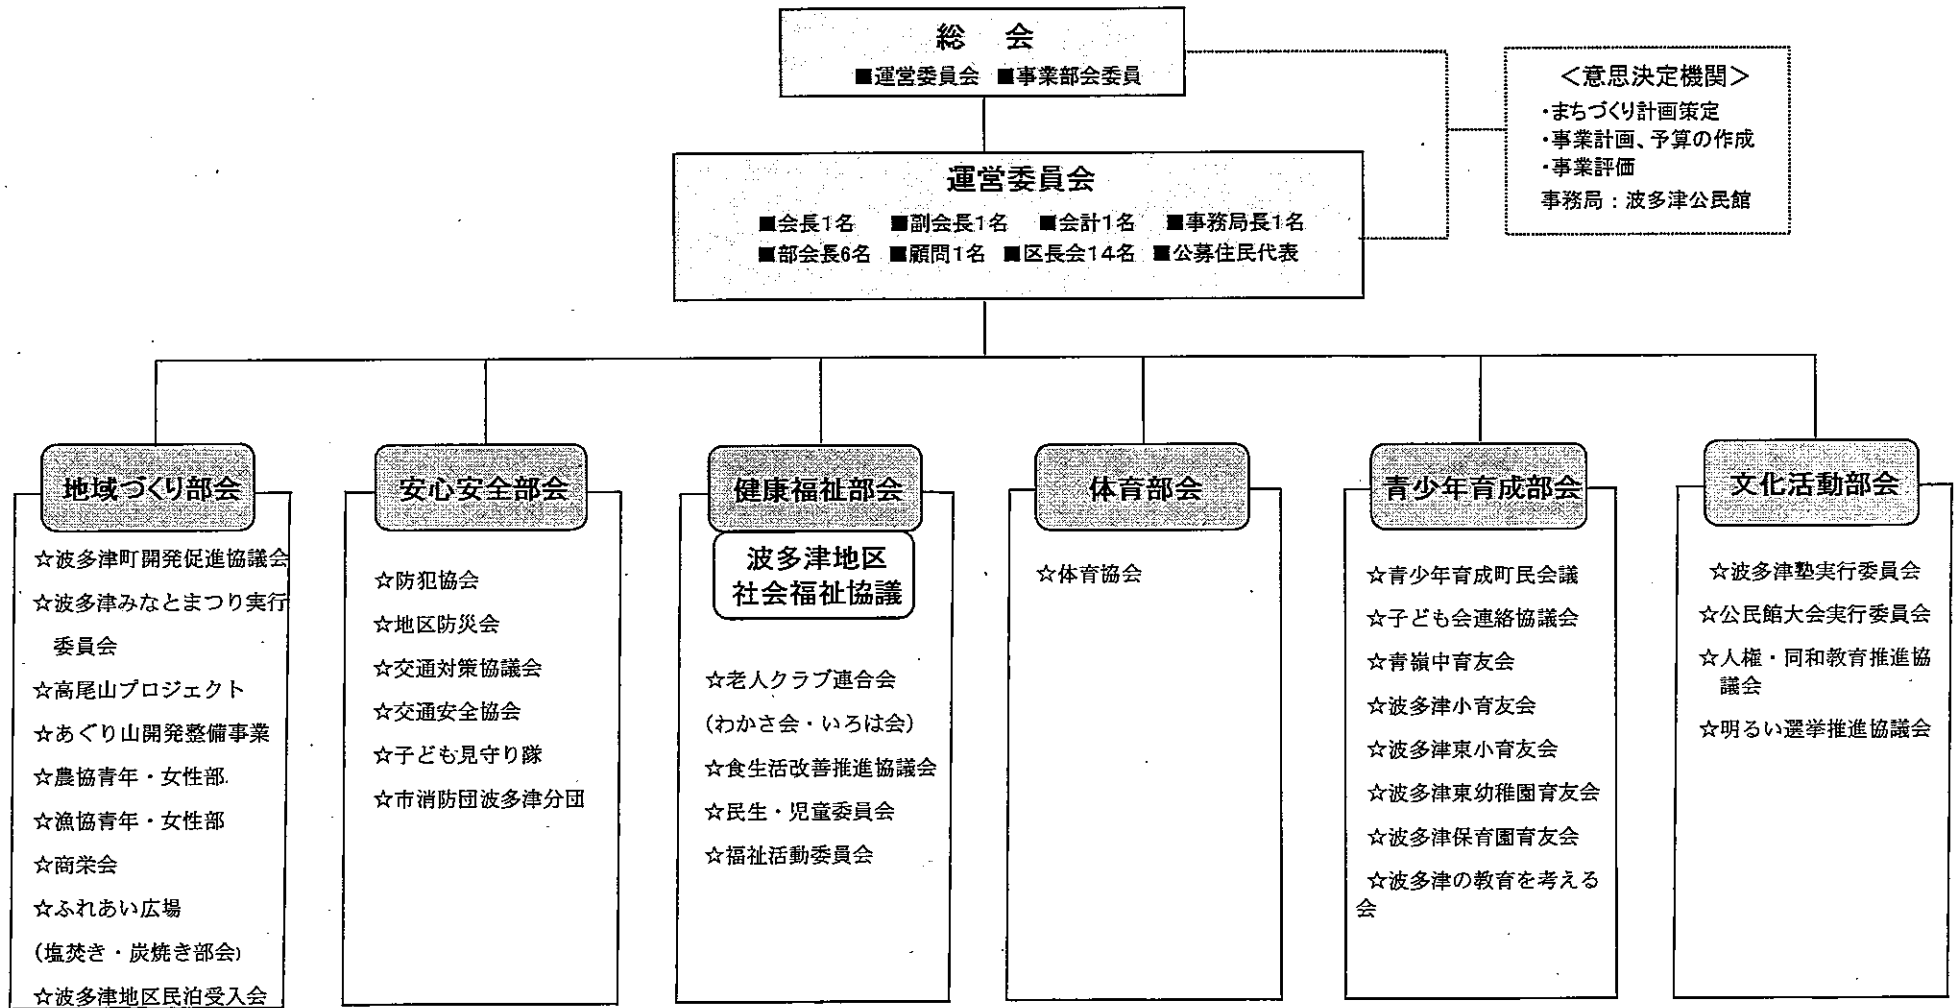 総 会
■運営委員会 ■事業部会委員
＜意思決定機関＞
・まちづくり計画策定
・事業計画、予算の作成
・事業評価
事務局：波多津公民館
運営委員会
■会長1名 ■副会長1名 ■会計1名 ■事務局長1名
■部会長6名 ■顧問1名 ■区長会14名 ■公募住民代表
地域づくり部会
☆波多津町開発促進協議会
☆波多津みなとまつり実行
委員会
☆高尾山プロジェクト
☆あぐり山開発整備事業
☆農協青年・女性部
☆漁協青年・女性部
☆商栄会
☆ふれあい広場
(塩焚き・炭焼き部会)
☆波多津地区民泊受入会
安心安全部会
☆防犯協会
☆地区防災会
☆交通対策協議会
☆交通安全協会
☆子ども見守り隊
☆市消防団波多津分団
健康福祉部会
波多津地区
社会福祉協議
☆老人クラブ連合会
(わかさ会・いろは会)
☆食生活改善推進協議会
☆民生・児童委員会
☆福祉活動委員会
体育部会
☆体育協会
青少年育成部会
☆青少年育成町民会議
☆子ども会連絡協議会
☆青嶺中育友会
☆波多津小育友会
☆波多津東小育友会
☆波多津東幼稚園育友会
☆波多津保育園育友会
☆波多津の教育を考える
会
文化活動部会
☆波多津塾実行委員会
☆公民館大会実行委員会
☆人権・同和教育推進協
議会
☆明るい選挙推進協議会